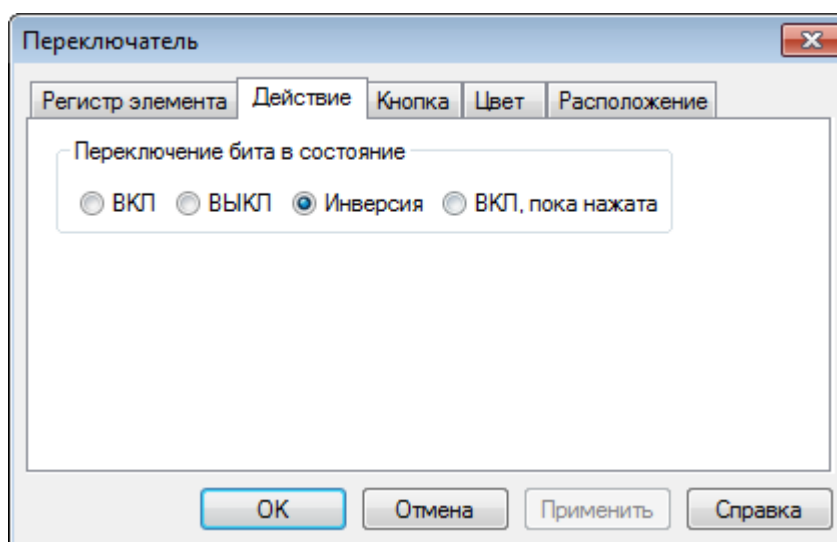 Переключатель
Регистр элемента Действие Кнопка Цвет Расположение
Переключение бита в состояние
ВКЛ ВЫКЛ Инверсия ВКЛ, пока нажата
OK Отмена Применить Справка